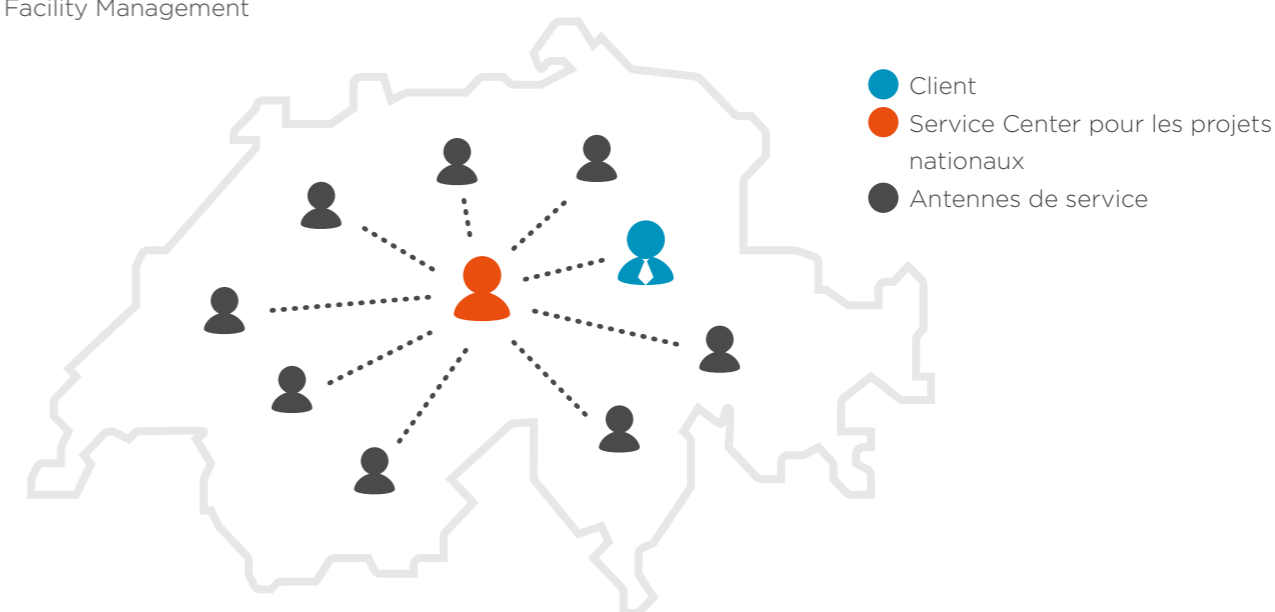 Facility Management
Client
Service Center pour les projets
nationaux
Antennes de service